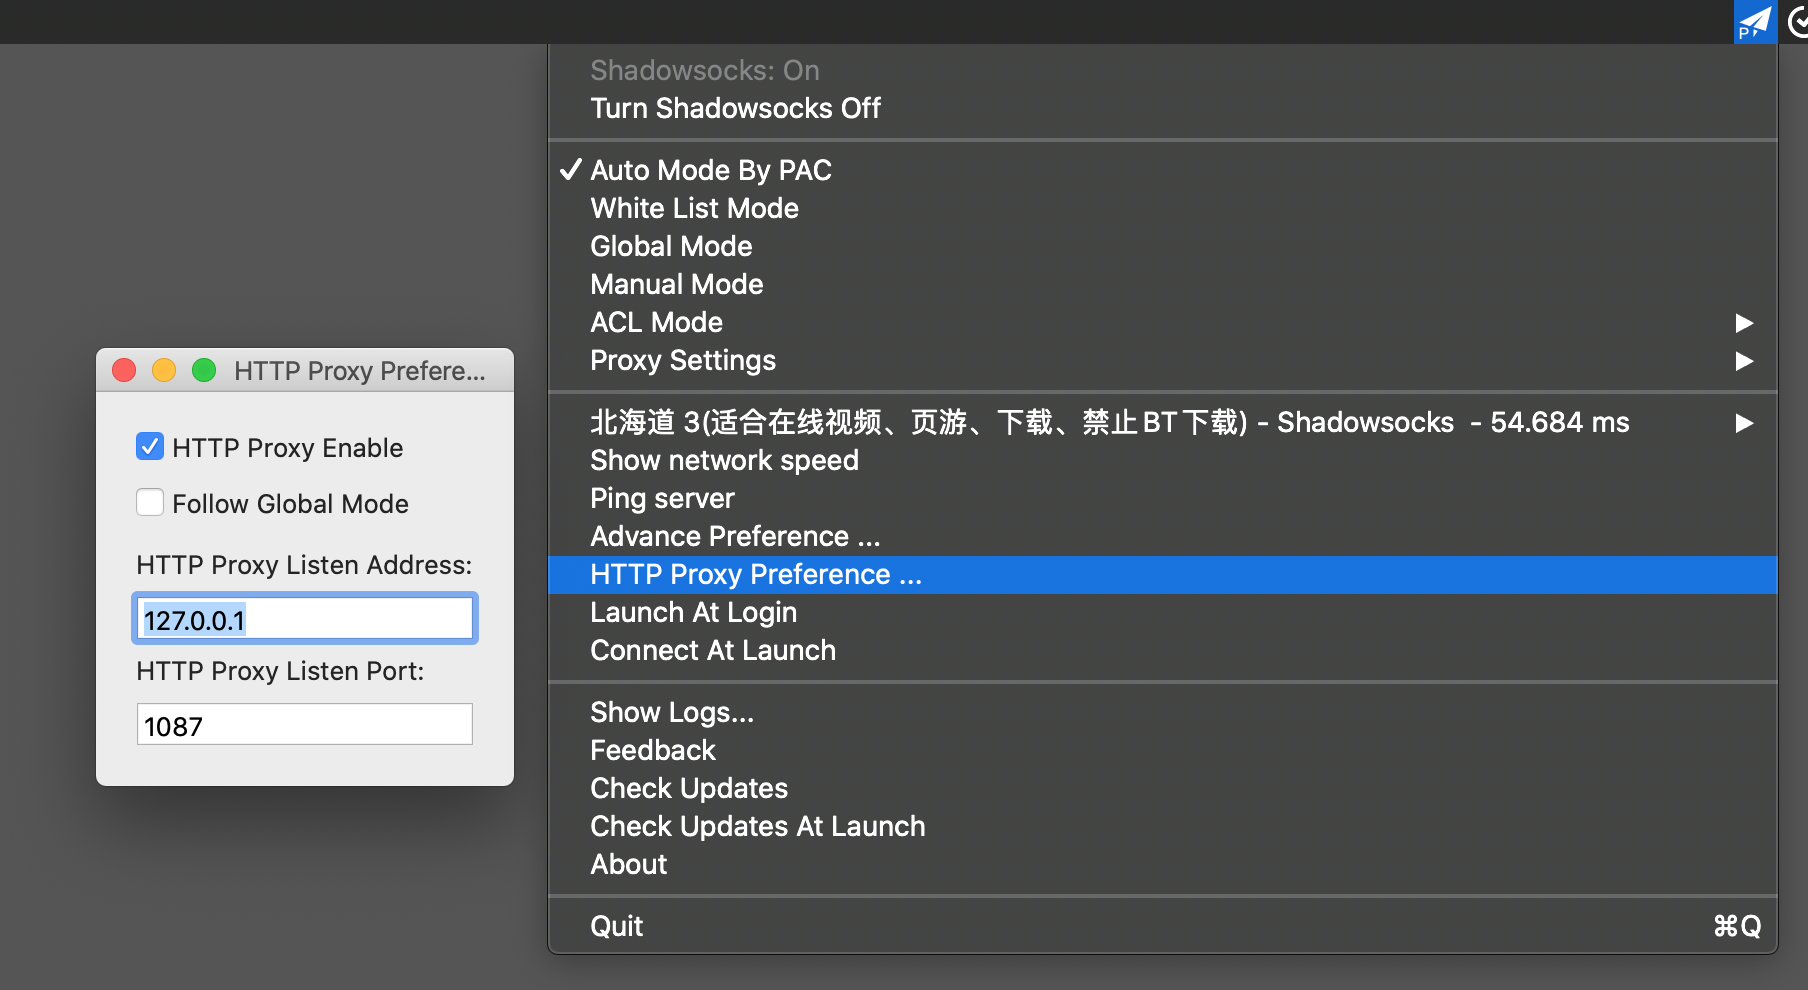 P
Shadowsocks: On
Turn Shadowsocks Off
✓ Auto Mode By PAC
White List Mode
Global Mode
Manual Mode
ACL Mode
Proxy Settings
北海道 3(适合在线视频、页游、下载、禁止BT下载) - Shadowsocks - 54.684 ms
Show network speed
Ping server
Advance Preference ...
HTTP Proxy Preference ...
Launch At Login
Connect At Launch
Show Logs...
Feedback
Check Updates
Check Updates At Launch
About
Quit ⌘Q
HTTP Proxy Prefere...
HTTP Proxy Enable
Follow Global Mode
HTTP Proxy Listen Address:
127.0.0.1
HTTP Proxy Listen Port:
1087